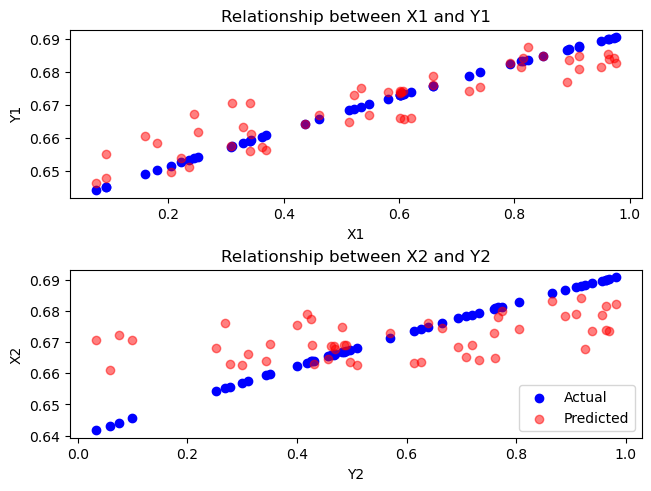 Relationship between X1 and Y1
0.69
0.68
0.67
0.66
0.65
Y1
0.2
0.4
0.6
0.8
1.0
X1
Relationship between X2 and Y2
0.69
0.68
0.67
0.66
0.65
0.64
X2
Actual
Predicted
0.0
0.2
0.4
0.6
0.8
1.0
Y2